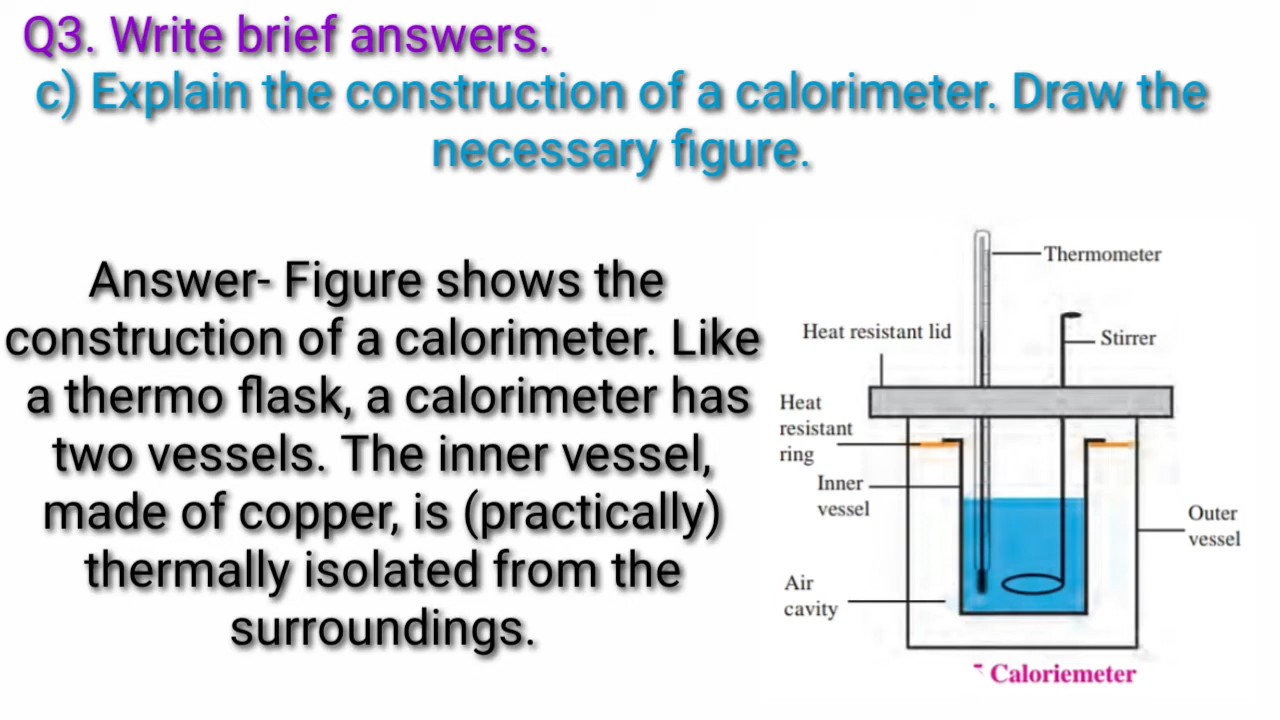 Q3. Write brief answers.
c) Explain the construction of a calorimeter. Draw the
necessary figure.
Answer- Figure shows the
construction of a calorimeter. Like
a thermo flask, a calorimeter has
two vessels. The inner vessel,
made of copper, is (practically)
thermally isolated from the
surroundings.
Thermometer
Heat resistant lid
Stirrer
Heat
resistant
ring
Inner
vessel
Outer
vessel
Air
cavity
Caloriemeter